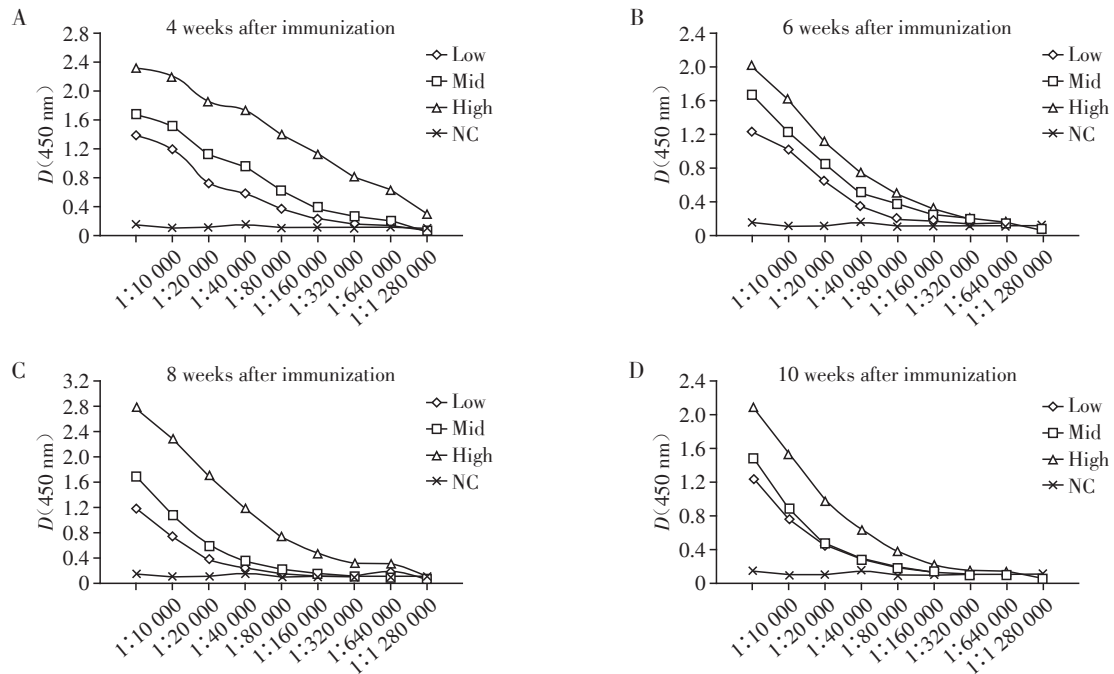 A
4 weeks after immunization
2.8
2.4
2.0
1.6
1.2
0.8
0.4
0
D(450 nm)
Low
Mid
High
NC
1∶10 000
1∶20 000
1∶40 000
1∶80 000
1∶160 000
1∶320 000
1∶640 000
1∶1 280 000
B
6 weeks after immunization
2.4
2.0
1.6
1.2
0.8
0.4
0
D(450 nm)
Low
Mid
High
NC
1∶10 000
1∶20 000
1∶40 000
1∶80 000
1∶160 000
1∶320 000
1∶640 000
1∶1 280 000
C
8 weeks after immunization
3.2
2.8
2.4
2.0
1.6
1.2
0.8
0.4
0
D(450 nm)
Low
Mid
High
NC
1∶10 000
1∶20 000
1∶40 000
1∶80 000
1∶160 000
1∶320 000
1∶640 000
1∶1 280 000
D
10 weeks after immunization
2.4
2.0
1.6
1.2
0.8
0.4
0
D(450 nm)
Low
Mid
High
NC
1∶10 000
1∶20 000
1∶40 000
1∶80 000
1∶160 000
1∶320 000
1∶640 000
1∶1 280 000